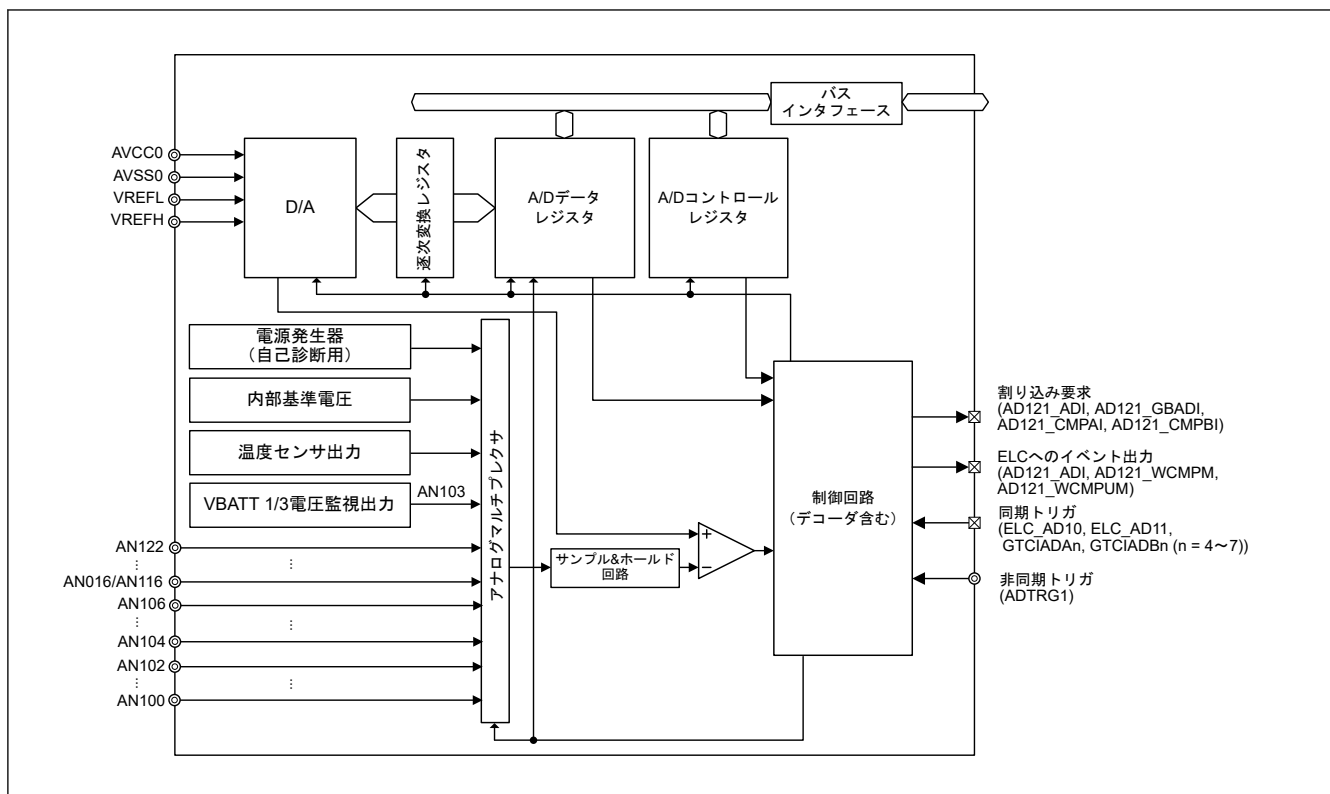 バス
インタフェース
AVCC0
AVSS0
VREFL
VREFH
D/A
逐次変換レジスタ
A/Dデータ
レジスタ
A/Dコントロール
レジスタ
電源発生器
（自己診断用）
内部基準電圧
温度センサ出力
VBATT 1/3電圧監視出力
AN103
アナログマルチプレクサ
AN122
⋮
⋮
AN016/AN116
AN106
⋮
⋮
AN104
AN102
⋮
⋮
AN100
サンプル&ホールド
回路
+
−
制御回路
（デコーダ含む）
割り込み要求
(AD121_ADI, AD121_GBADI,
AD121_CMPAI, AD121_CMPBI)
ELCへのイベント出力
(AD121_ADI, AD121_WCMPM,
AD121_WCMPUM)
同期トリガ
(ELC_AD10, ELC_AD11,
GTCIADAn, GTCIADBn (n = 4～7))
非同期トリガ
(ADTRG1)